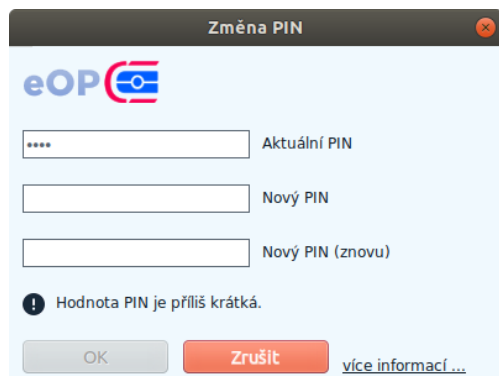 Změna PIN
eOP
••••
Aktuální PIN
Nový PIN
Nový PIN (znovu)
Hodnota PIN je příliš krátká.
OK
Zrušit
více informací ...